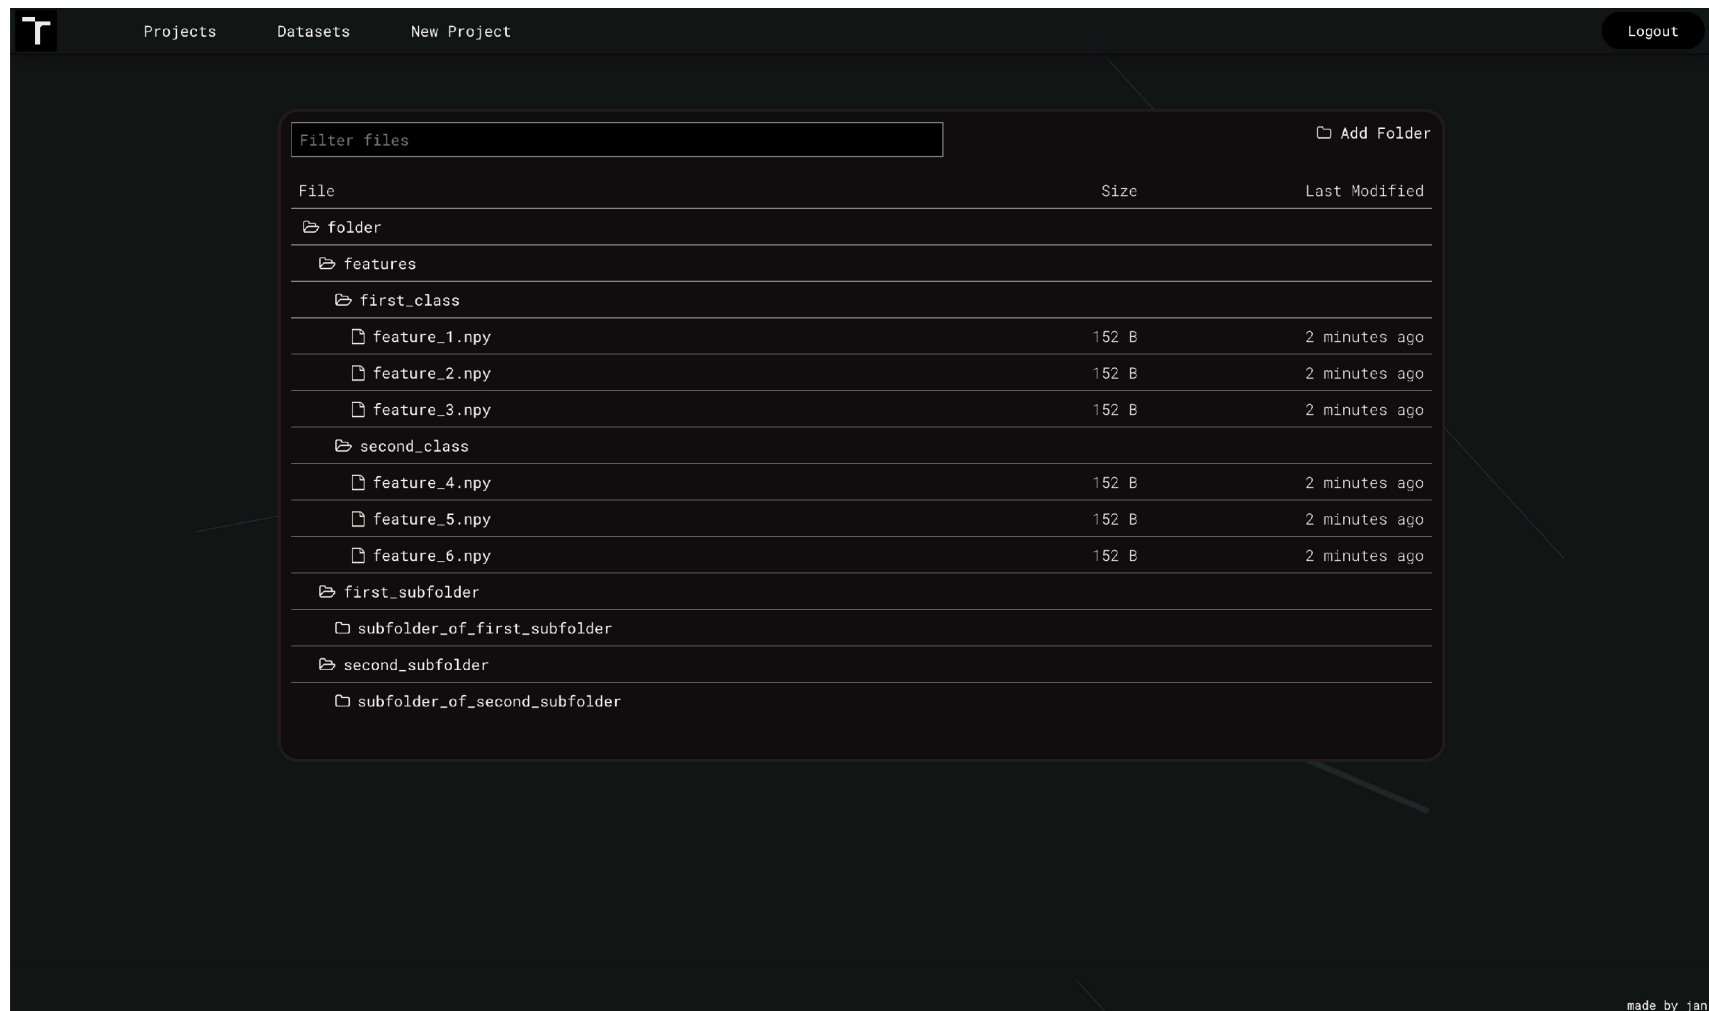 Projects Datasets New Project Logout
Filter files Add Folder
File Size Last Modified
folder
features
first_class
feature_1.npy 152 B 2 minutes ago
feature_2.npy 152 B 2 minutes ago
feature_3.npy 152 B 2 minutes ago
second_class
feature_4.npy 152 B 2 minutes ago
feature_5.npy 152 B 2 minutes ago
feature_6.npy 152 B 2 minutes ago
first_subfolder
subfolder_of_first_subfolder
second_subfolder
subfolder_of_second_subfolder
made by jan